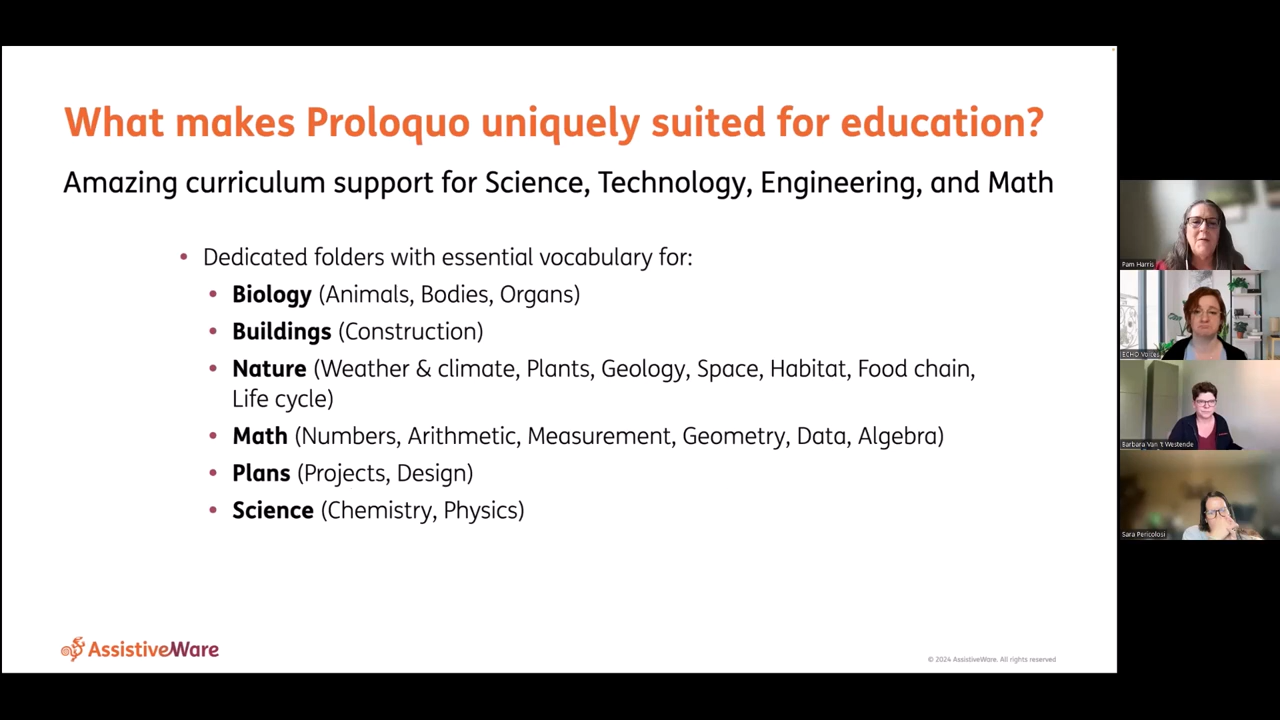 What makes Proloquo uniquely suited for education?
Amazing curriculum support for Science, Technology, Engineering, and Math
• Dedicated folders with essential vocabulary for:
• Biology (Animals, Bodies, Organs)
• Buildings (Construction)
• Nature (Weather & climate, Plants, Geology, Space, Habitat, Food chain,
Life cycle)
• Math (Numbers, Arithmetic, Measurement, Geometry, Data, Algebra)
• Plans (Projects, Design)
• Science (Chemistry, Physics)
AssistiveWare
© 2024 AssistiveWare. All rights reserved
Pam Harris
ECHO Voices
Barbara Van 't Westende
Sara Pericolosi